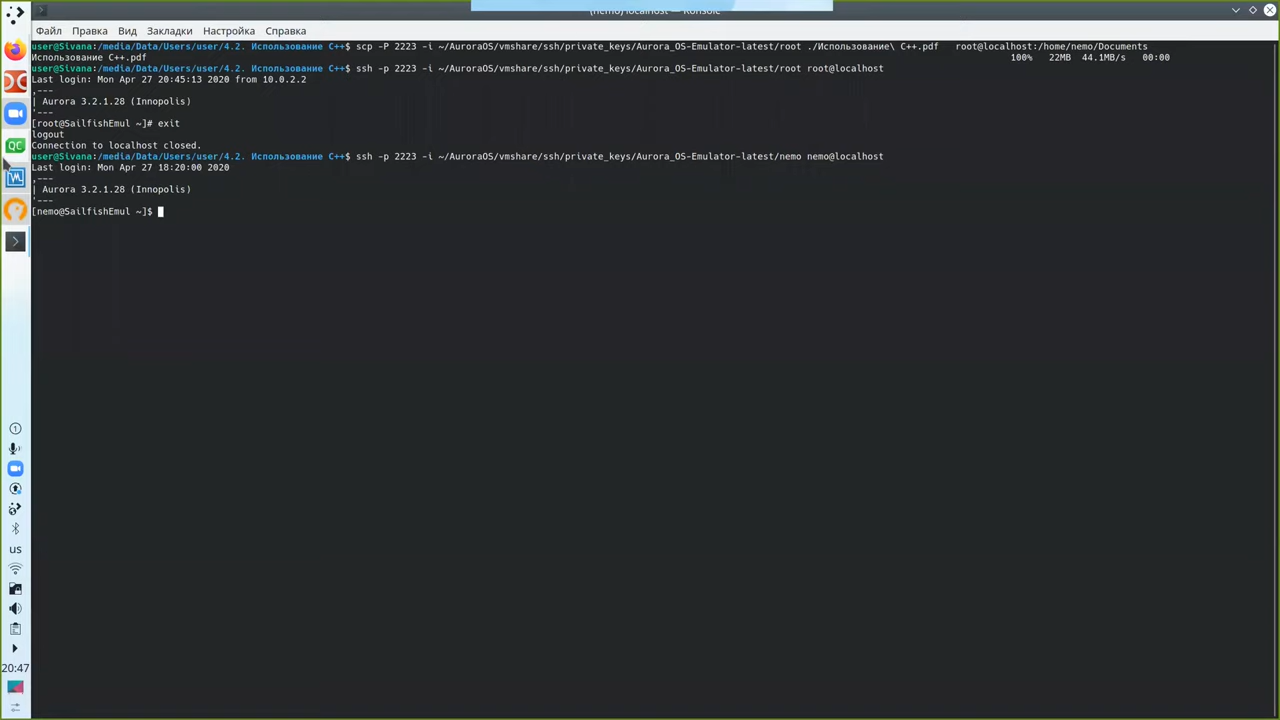 (nemo) localhost — Konsole
Файл Правка Вид Закладки Настройка Справка
user@Sivana:/media/Data/Users/user/4.2. Использование C++$ scp -P 2223 -i ~/AuroraOS/vmshare/ssh/private_keys/Aurora_OS-Emulator-latest/root ./Использование\ C++.pdf root@localhost:/home/nemo/Documents
Использование C++.pdf 100% 22MB 44.1MB/s 00:00
user@Sivana:/media/Data/Users/user/4.2. Использование C++$ ssh -p 2223 -i ~/AuroraOS/vmshare/ssh/private_keys/Aurora_OS-Emulator-latest/root root@localhost
Last login: Mon Apr 27 20:45:13 2020 from 10.0.2.2
,---
| Aurora 3.2.1.28 (Innopolis)
'---
[root@SailfishEmul ~]# exit
logout
Connection to localhost closed.
user@Sivana:/media/Data/Users/user/4.2. Использование C++$ ssh -p 2223 -i ~/AuroraOS/vmshare/ssh/private_keys/Aurora_OS-Emulator-latest/nemo nemo@localhost
Last login: Mon Apr 27 18:20:00 2020
,---
| Aurora 3.2.1.28 (Innopolis)
'---
[nemo@SailfishEmul ~]$
QC
us
20:47